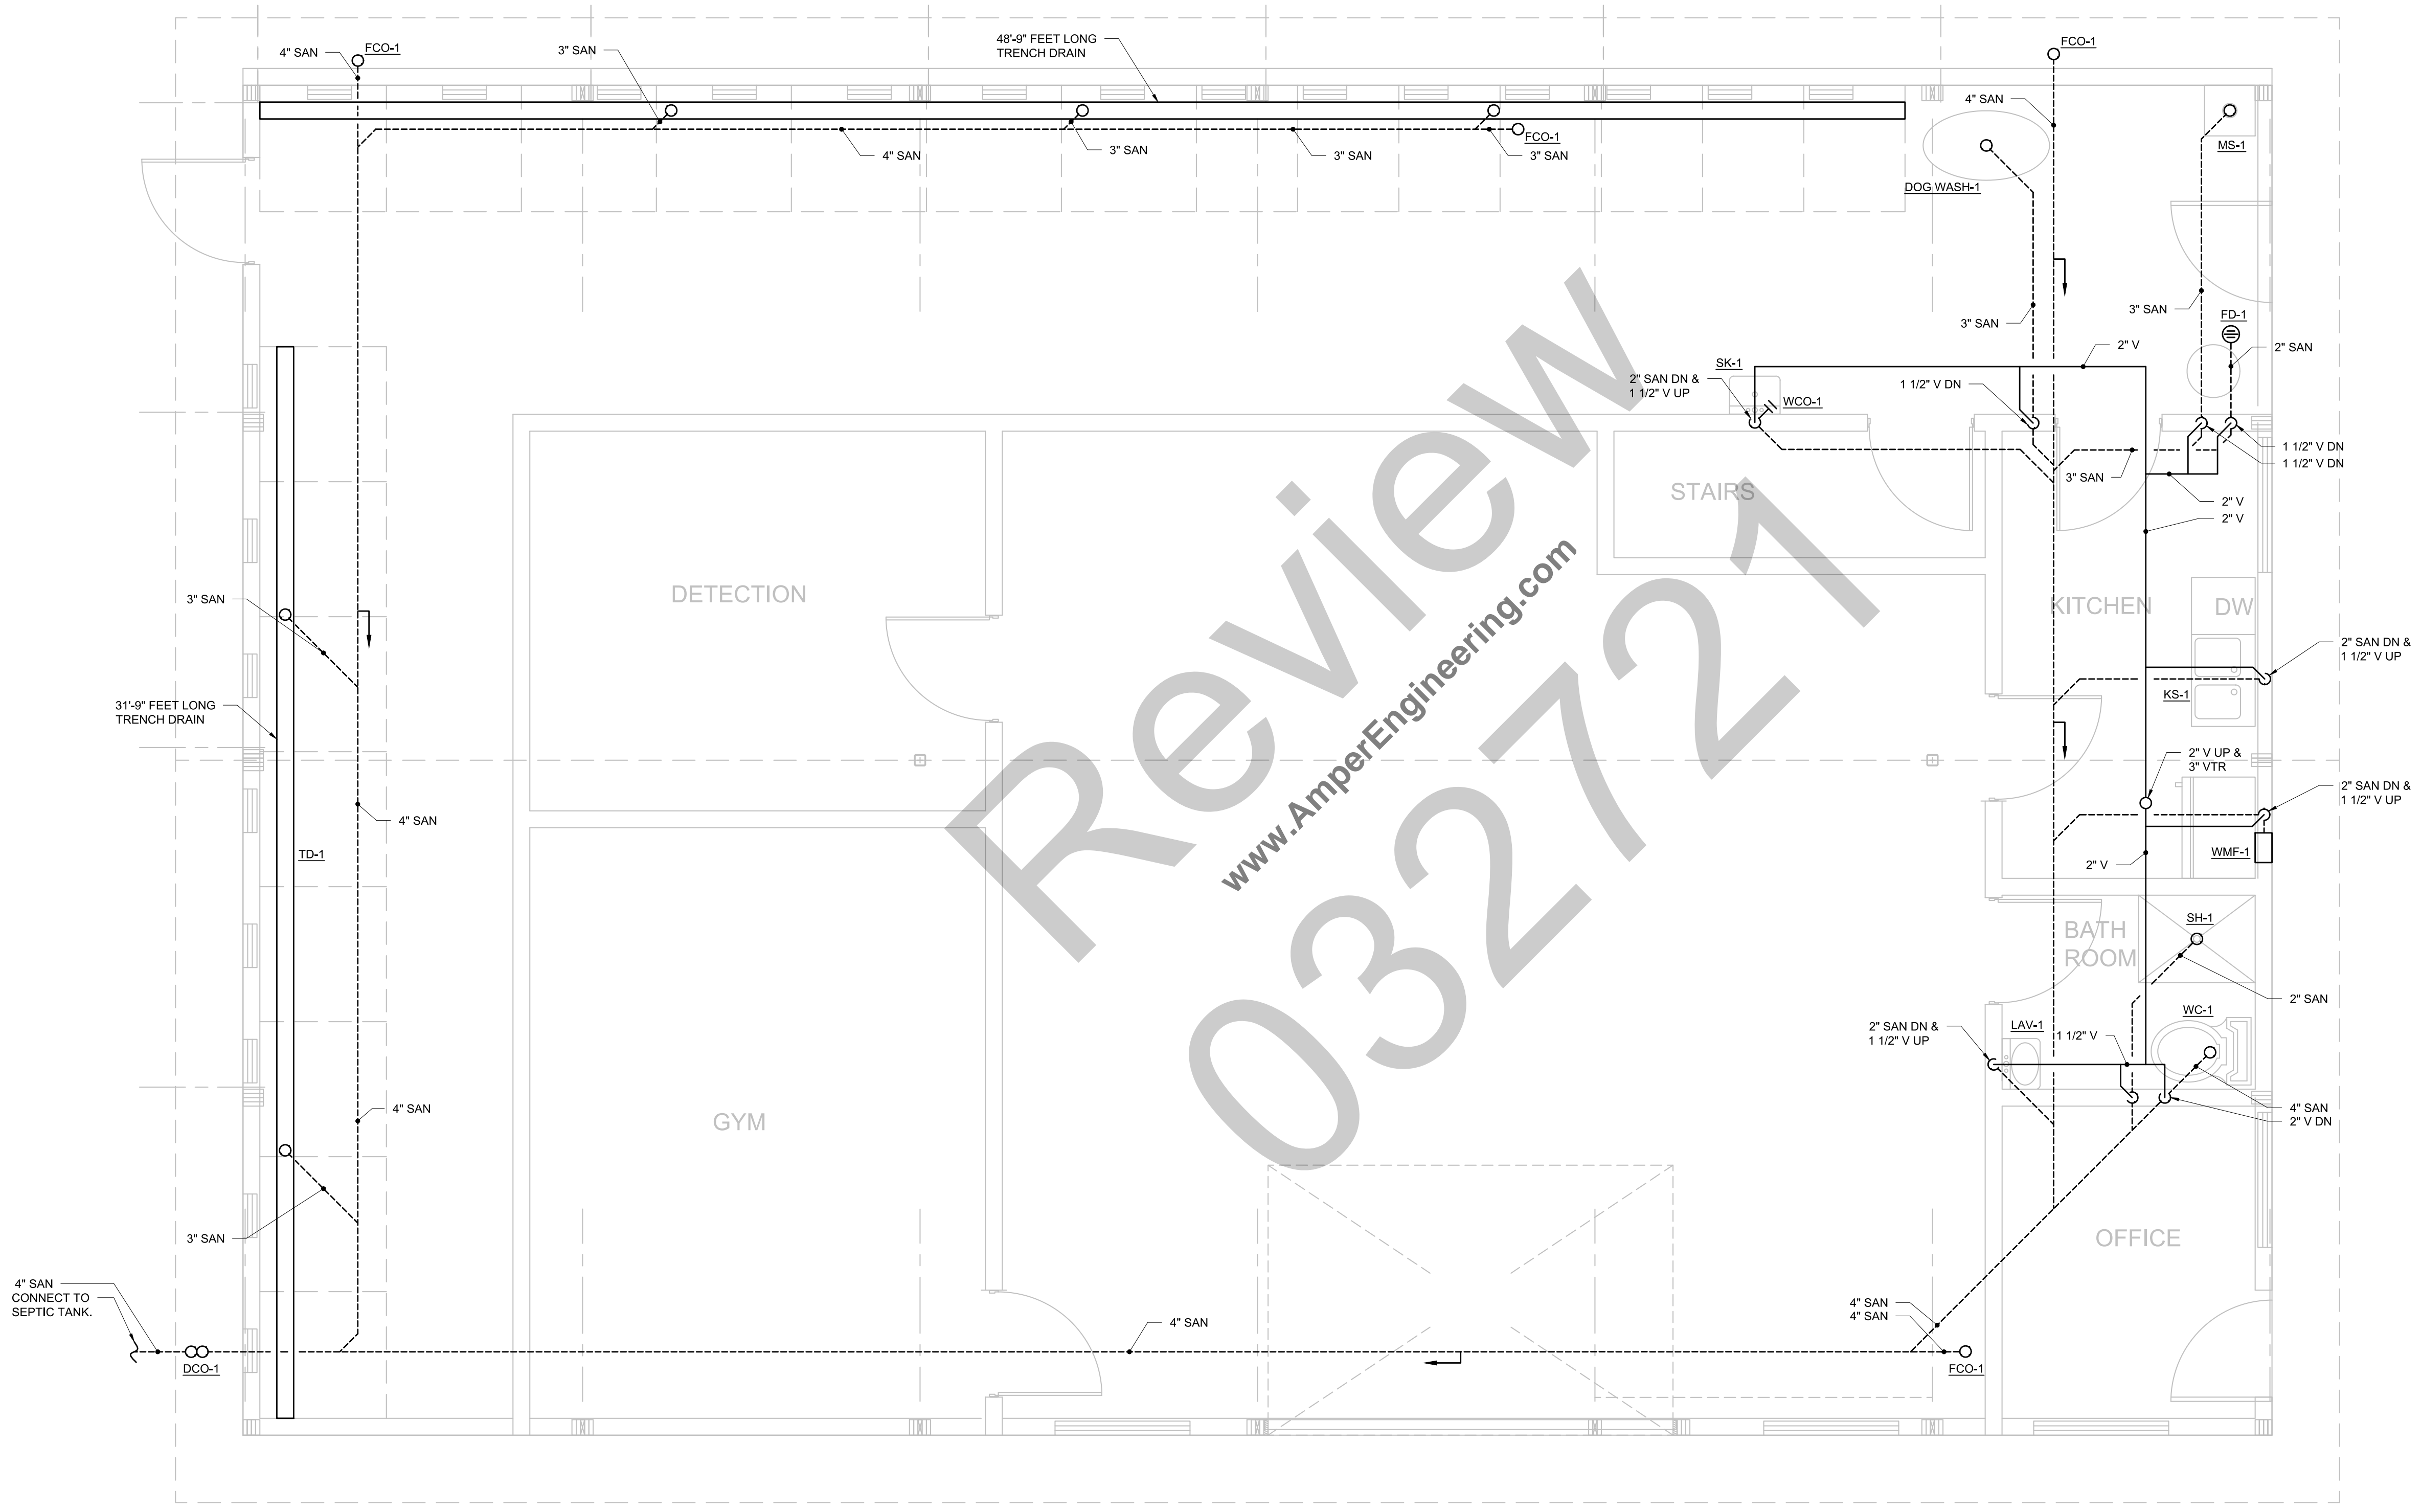 48'-9" FEET LONG
TRENCH DRAIN
4" SAN
FCO-1
3" SAN
FCO-1
4" SAN
FCO-1
3" SAN
4" SAN
3" SAN
3" SAN
MS-1
DOG WASH-1
3" SAN
3" SAN
FD-1
2" SAN
2" V
SK-1
2" SAN DN &
1 1/2" V UP
1 1/2" V DN
WCO-1
1 1/2" V DN
1 1/2" V DN
3" SAN
2" V
2" V
STAIRS
DETECTION
3" SAN
KITCHEN
DW
2" SAN DN &
1 1/2" V UP
KS-1
31'-9" FEET LONG
TRENCH DRAIN
Review
www.AmperEngineering.com
032721
2" V UP &
3" VTR
2" SAN DN &
1 1/2" V UP
4" SAN
TD-1
WMF-1
2" V
SH-1
BATH
ROOM
2" SAN
WC-1
2" SAN DN &
1 1/2" V UP
LAV-1
1 1/2" V
4" SAN
4" SAN
2" V DN
GYM
3" SAN
OFFICE
4" SAN
CONNECT TO
SEPTIC TANK.
4" SAN
4" SAN
4" SAN
DCO-1
FCO-1